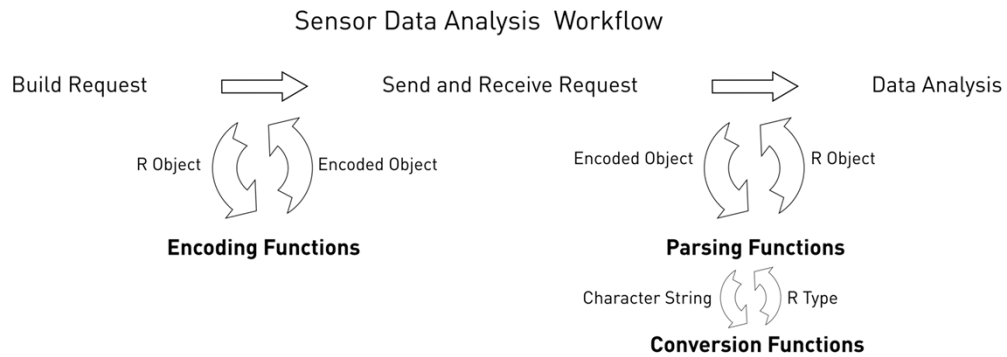 Sensor Data Analysis Workflow
Build Request Send and Receive Request Data Analysis
R Object Encoded Object Encoded Object R Object
Encoding Functions Parsing Functions
Character String R Type
Conversion Functions